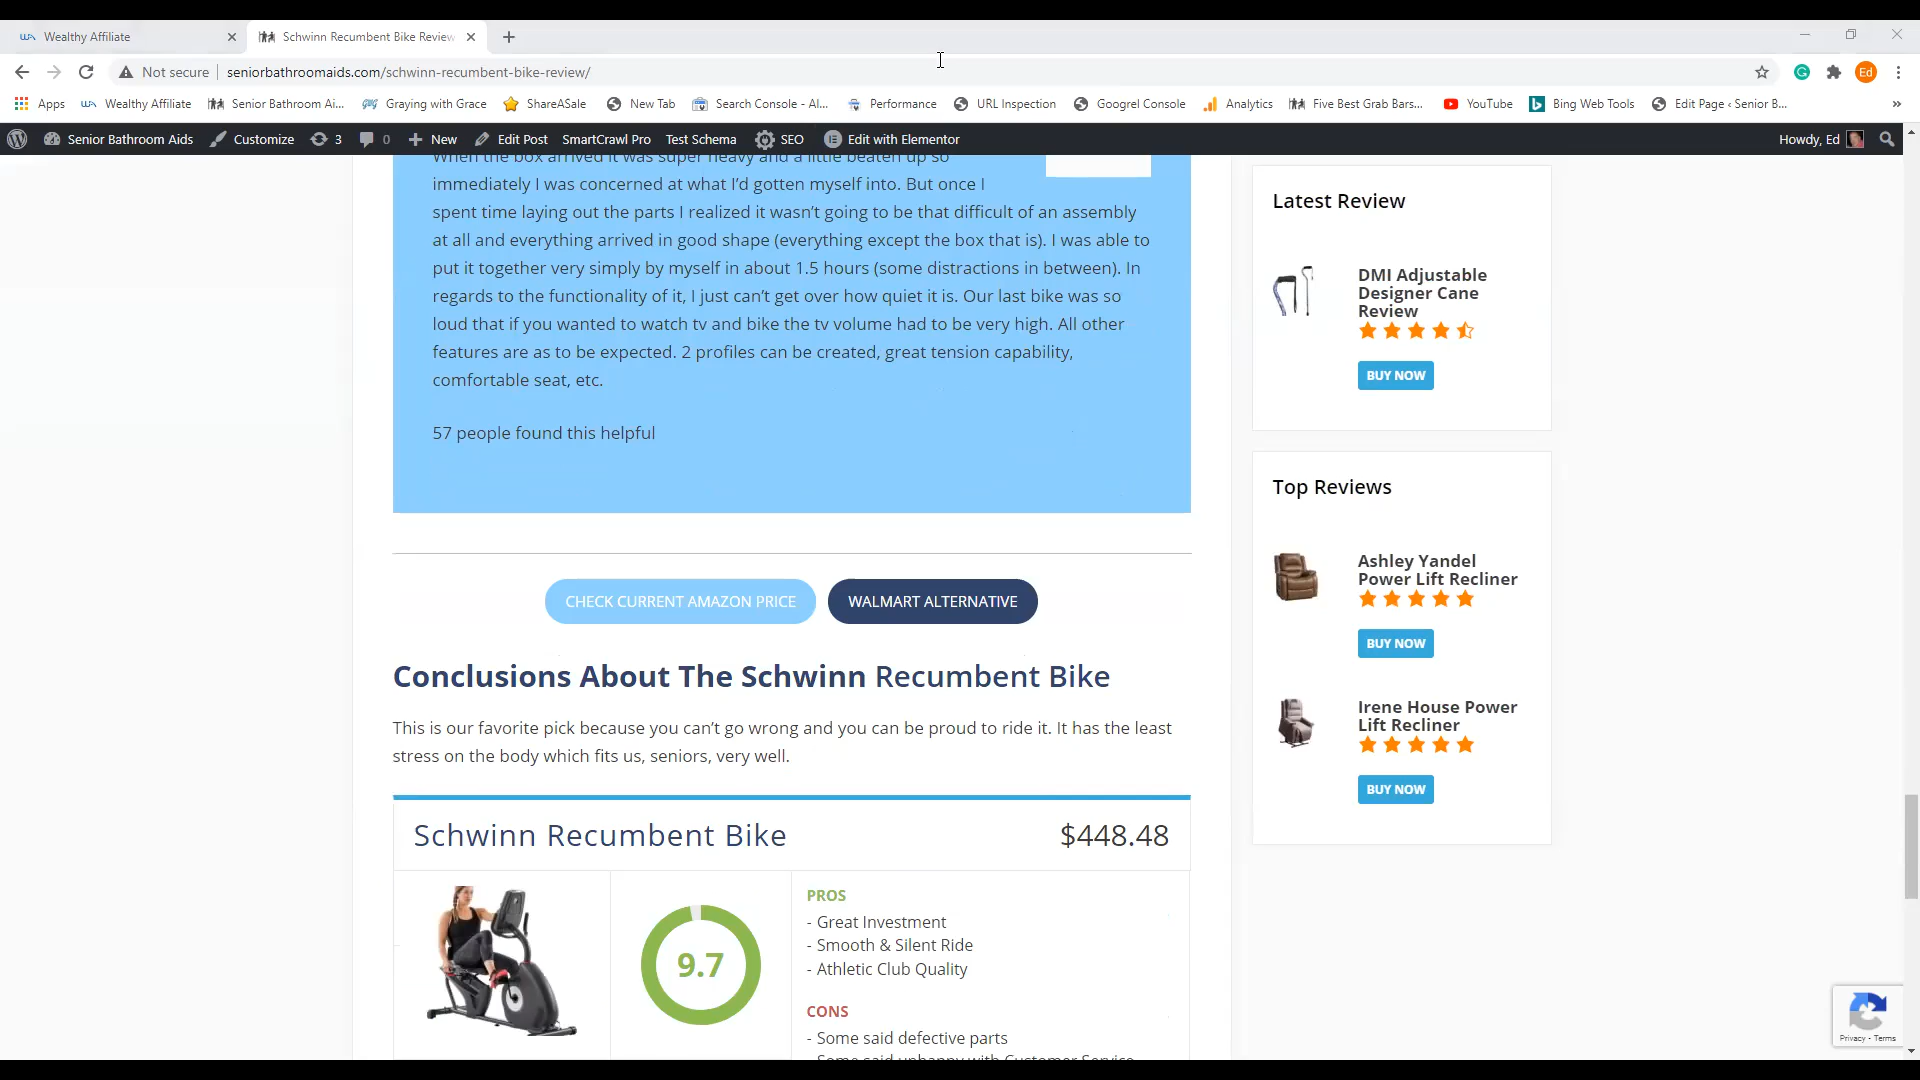 Wealthy Affiliate
Schwinn Recumbent Bike Review
Not secure
seniorbathroomaids.com/schwinn-recumbent-bike-review/
Ed
Apps
Wealthy Affiliate
Senior Bathroom Ai...
Graying with Grace
ShareASale
New Tab
Search Console - Al...
Performance
URL Inspection
Googrel Console
Analytics
Five Best Grab Bars...
YouTube
Bing Web Tools
Edit Page ‹ Senior B...
»
Senior Bathroom Aids
Customize
3
0
New
Edit Post
SmartCrawl Pro
Test Schema
SEO
Edit with Elementor
Howdy, Ed
When the box arrived it was super heavy and a little beaten up so
immediately I was concerned at what I'd gotten myself into. But once I
spent time laying out the parts I realized it wasn't going to be that difficult of an assembly
at all and everything arrived in good shape (everything except the box that is). I was able to
put it together very simply by myself in about 1.5 hours (some distractions in between). In
regards to the functionality of it, I just can't get over how quiet it is. Our last bike was so
loud that if you wanted to watch tv and bike the tv volume had to be very high. All other
features are as to be expected. 2 profiles can be created, great tension capability,
comfortable seat, etc.
57 people found this helpful
CHECK CURRENT AMAZON PRICE
WALMART ALTERNATIVE
Conclusions About The Schwinn Recumbent Bike
This is our favorite pick because you can't go wrong and you can be proud to ride it. It has the least
stress on the body which fits us, seniors, very well.
Schwinn Recumbent Bike
$448.48
9.7
PROS
- Great Investment
- Smooth & Silent Ride
- Athletic Club Quality
CONS
- Some said defective parts
- Some said unhappy with Customer Service
Latest Review
DMI Adjustable
Designer Cane
Review
BUY NOW
Top Reviews
Ashley Yandel
Power Lift Recliner
BUY NOW
Irene House Power
Lift Recliner
BUY NOW
Privacy - Terms